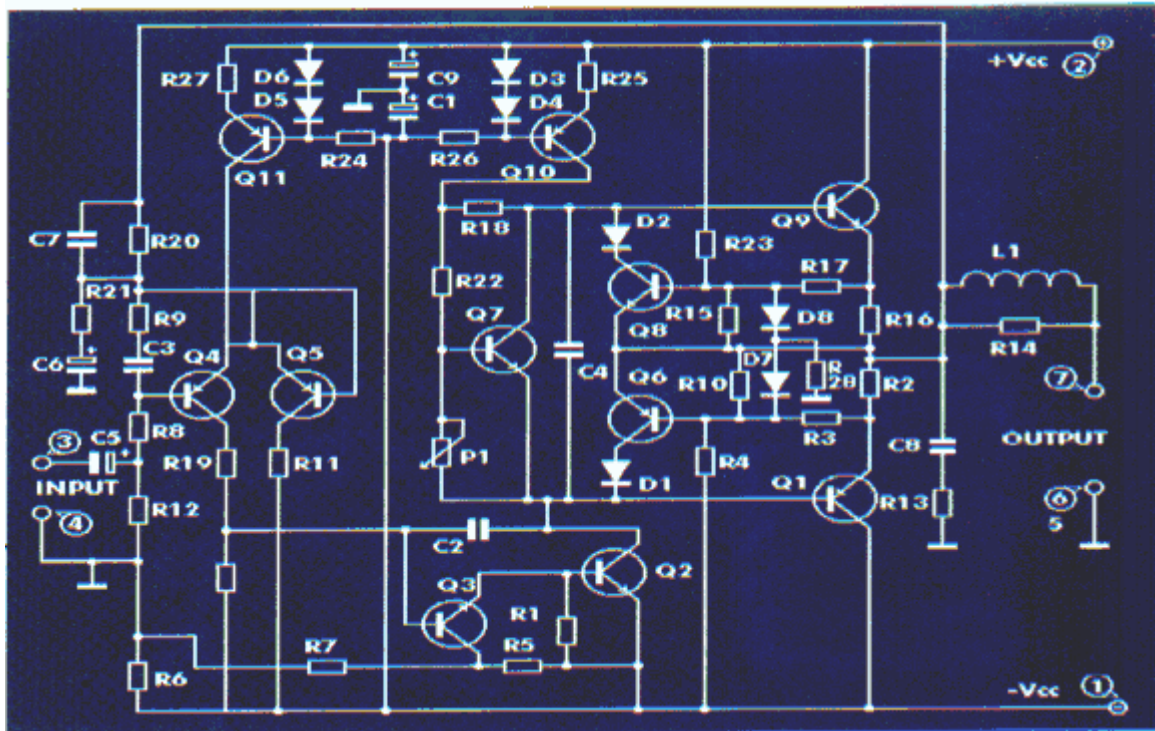 R27
D6
C9
D3
R25
+Vcc
2
D5
C1
D4
R24
R26
Q11
Q10
C7
R20
R18
D2
Q9
R23
L1
R21
R22
R17
R9
Q7
R15
Q8
D8
R16
C6
C3
Q4
Q5
C4
D7
R14
Q6
R10
R
28
R2
7
R8
3
C5
R19
R11
P1
R4
R3
C8
OUTPUT
INPUT
R12
D1
Q1
R13
6
4
5
C2
Q3
Q2
R1
R7
R5
R6
-Vcc
1